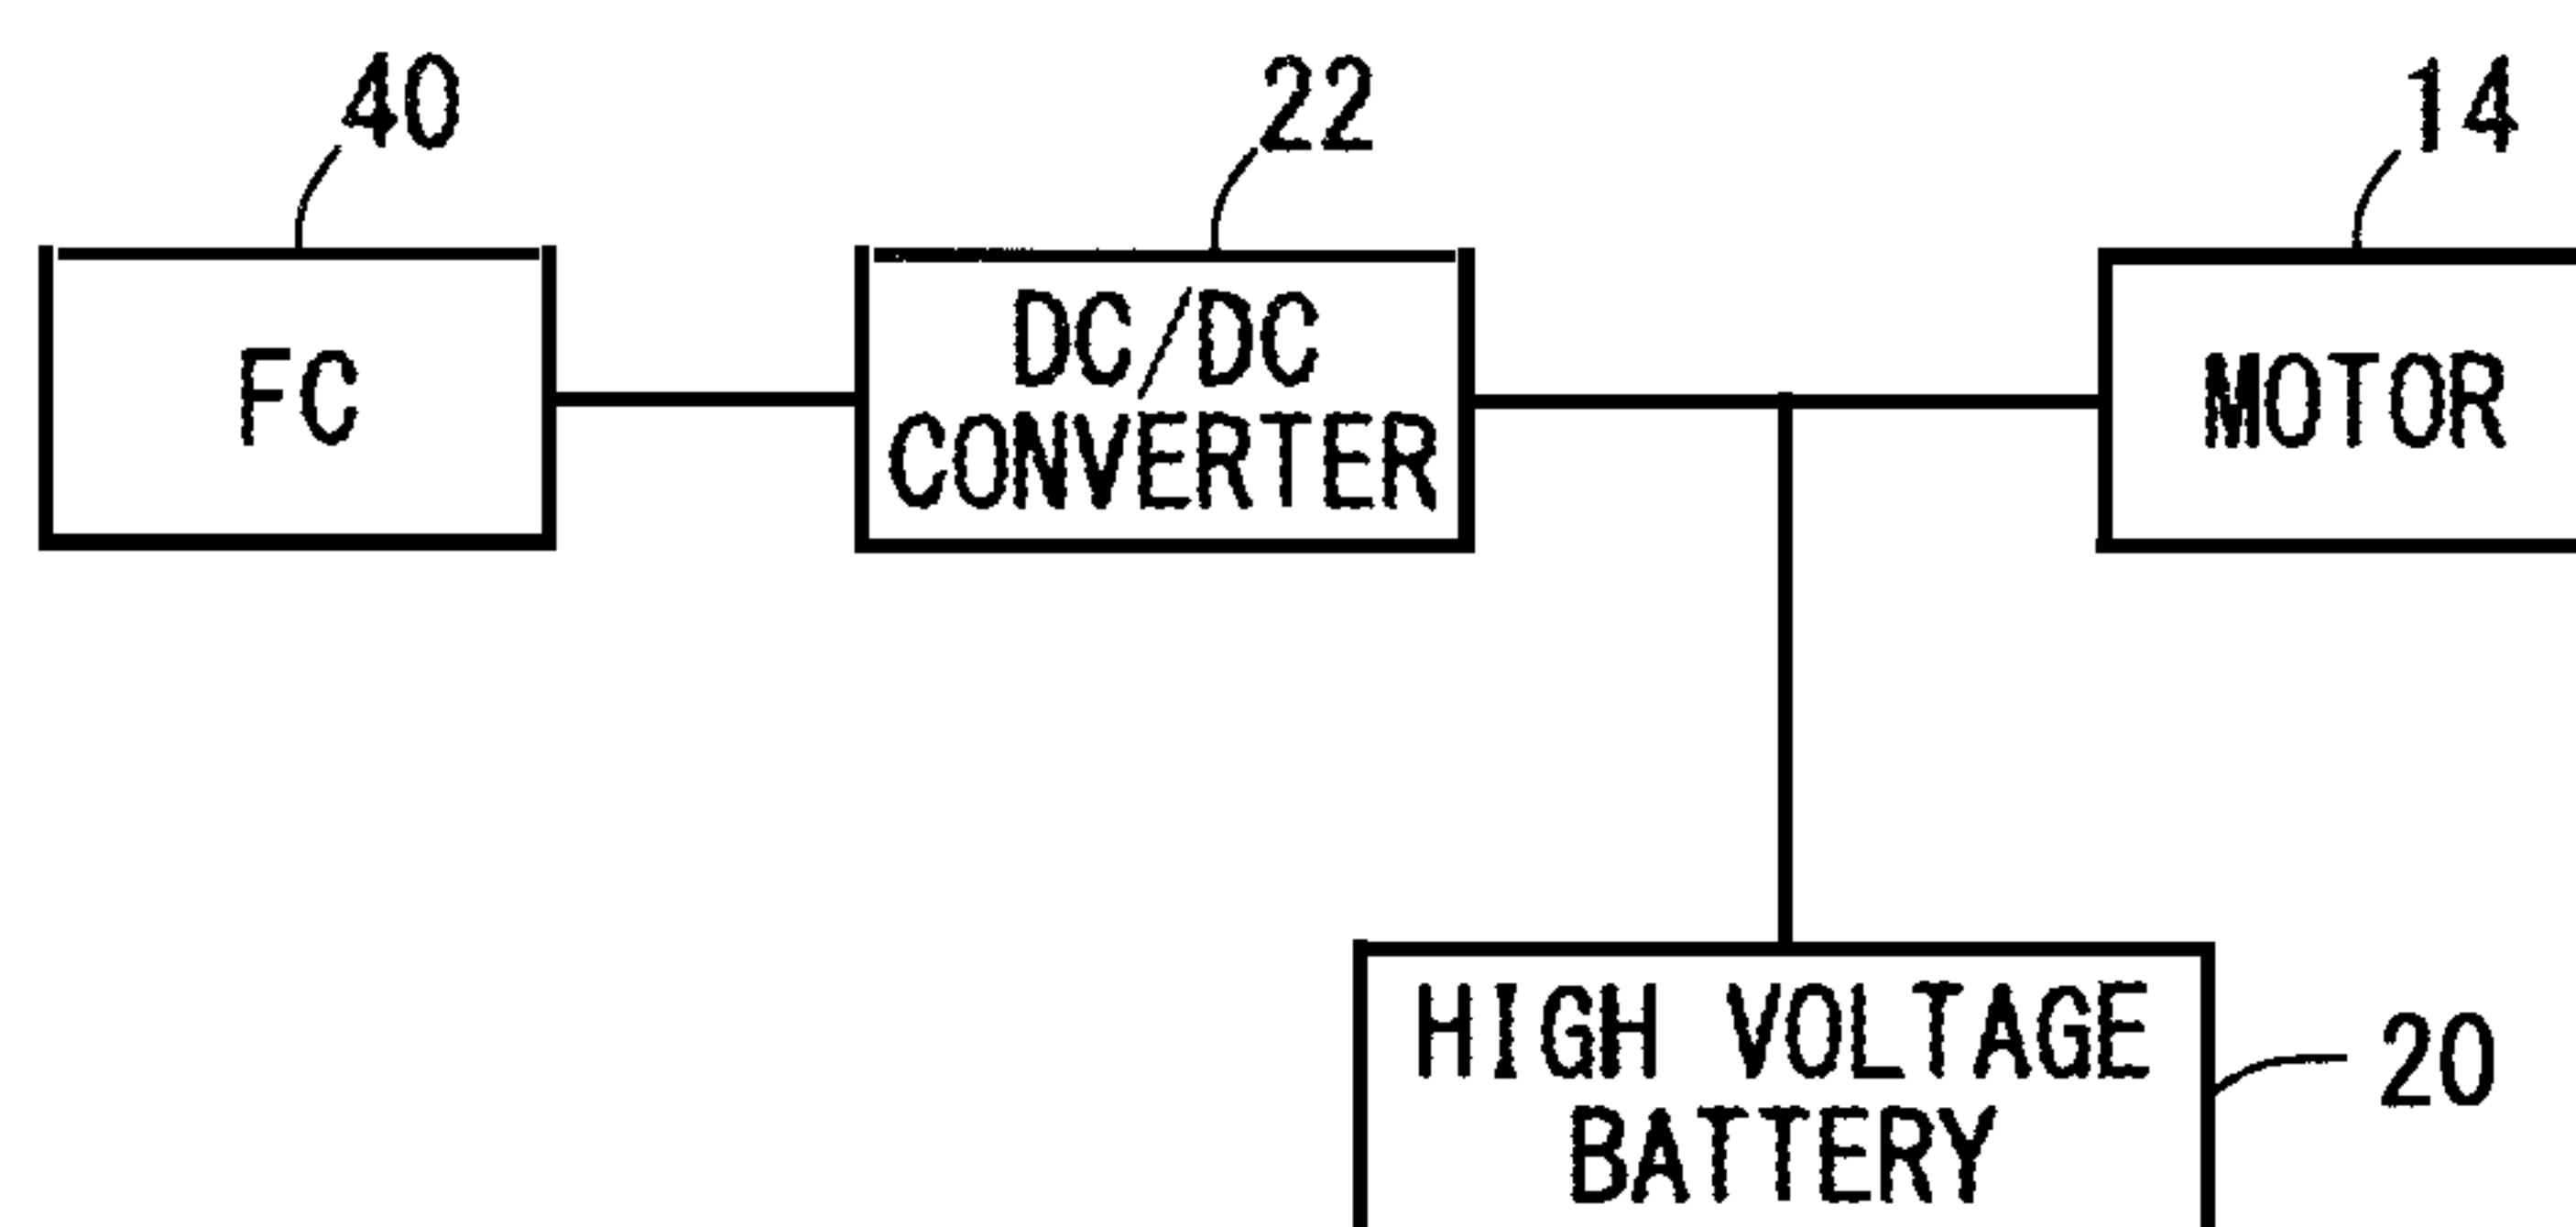 40
22
14
FC
DC/DC
CONVERTER
MOTOR
HIGH VOLTAGE
BATTERY
20